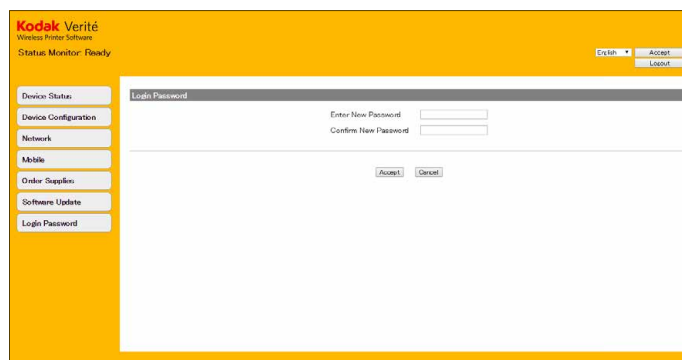 Kodak Verité
Wireless Printer Software
Status Monitor: Ready
English
Accept
Logout
Device Status
Device Configuration
Network
Mobile
Order Supplies
Software Update
Login Password
Login Password
Enter New Password
Confirm New Password
Accept Cancel